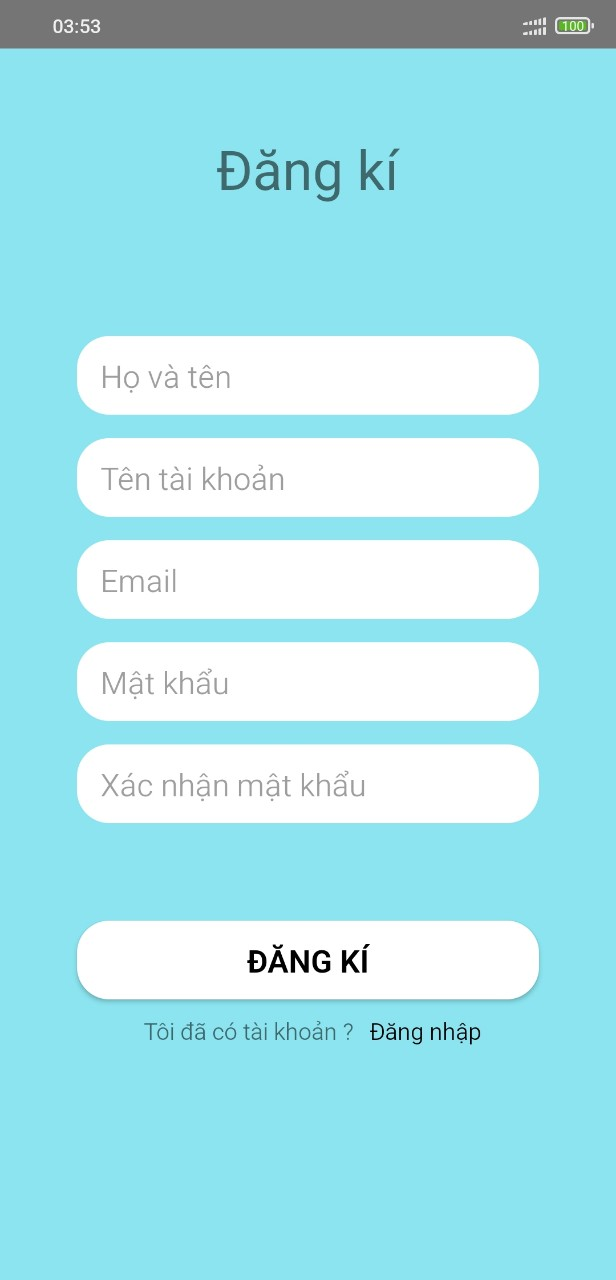 03:53
100
Đăng kí
Họ và tên
Tên tài khoản
Email
Mật khẩu
Xác nhận mật khẩu
ĐĂNG KÍ
Tôi đã có tài khoản ? Đăng nhập